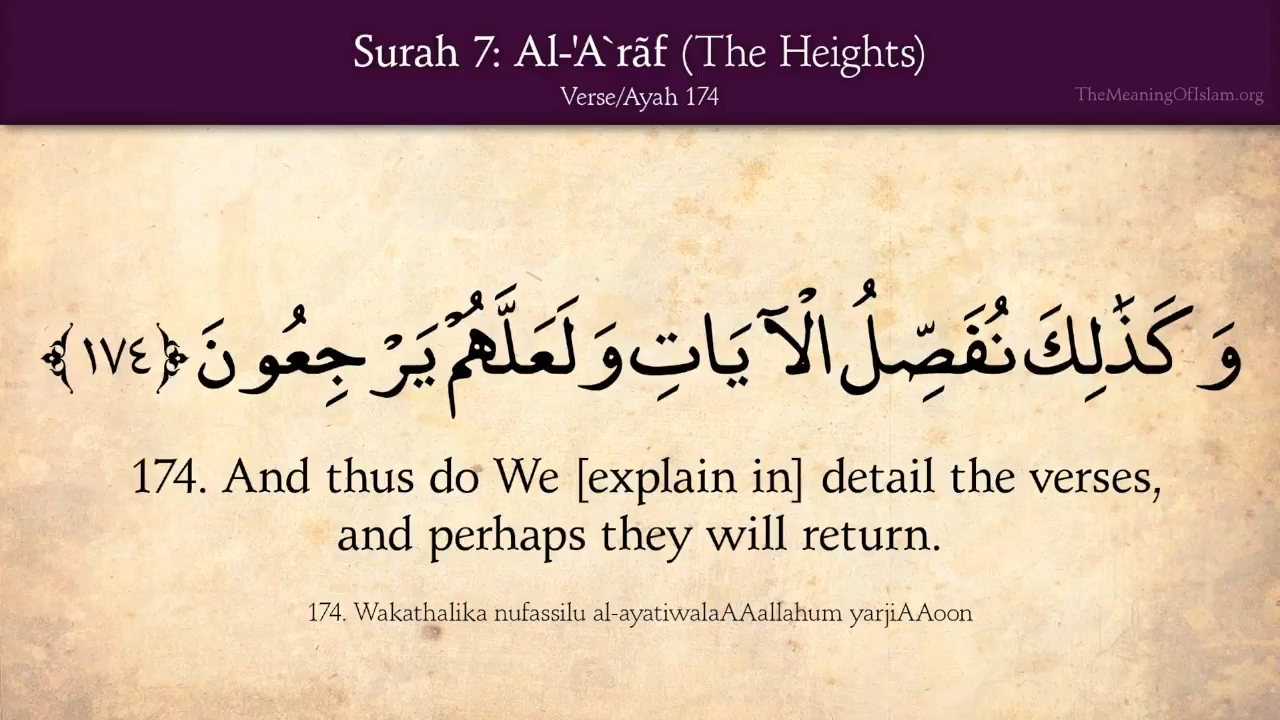 Surah 7: Al-'A`rãf (The Heights)
Verse/Ayah 174
TheMeaningOfIslam.org
وَكَذَٰلِكَ نُفَصِّلُ الْآيَاتِ وَلَعَلَّهُمْ يَرْجِعُونَ ﴿١٧٤﴾
174. And thus do We [explain in] detail the verses,
and perhaps they will return.
174. Wakathalika nufassilu al-ayatiwalaAAallahum yarjiAAoon